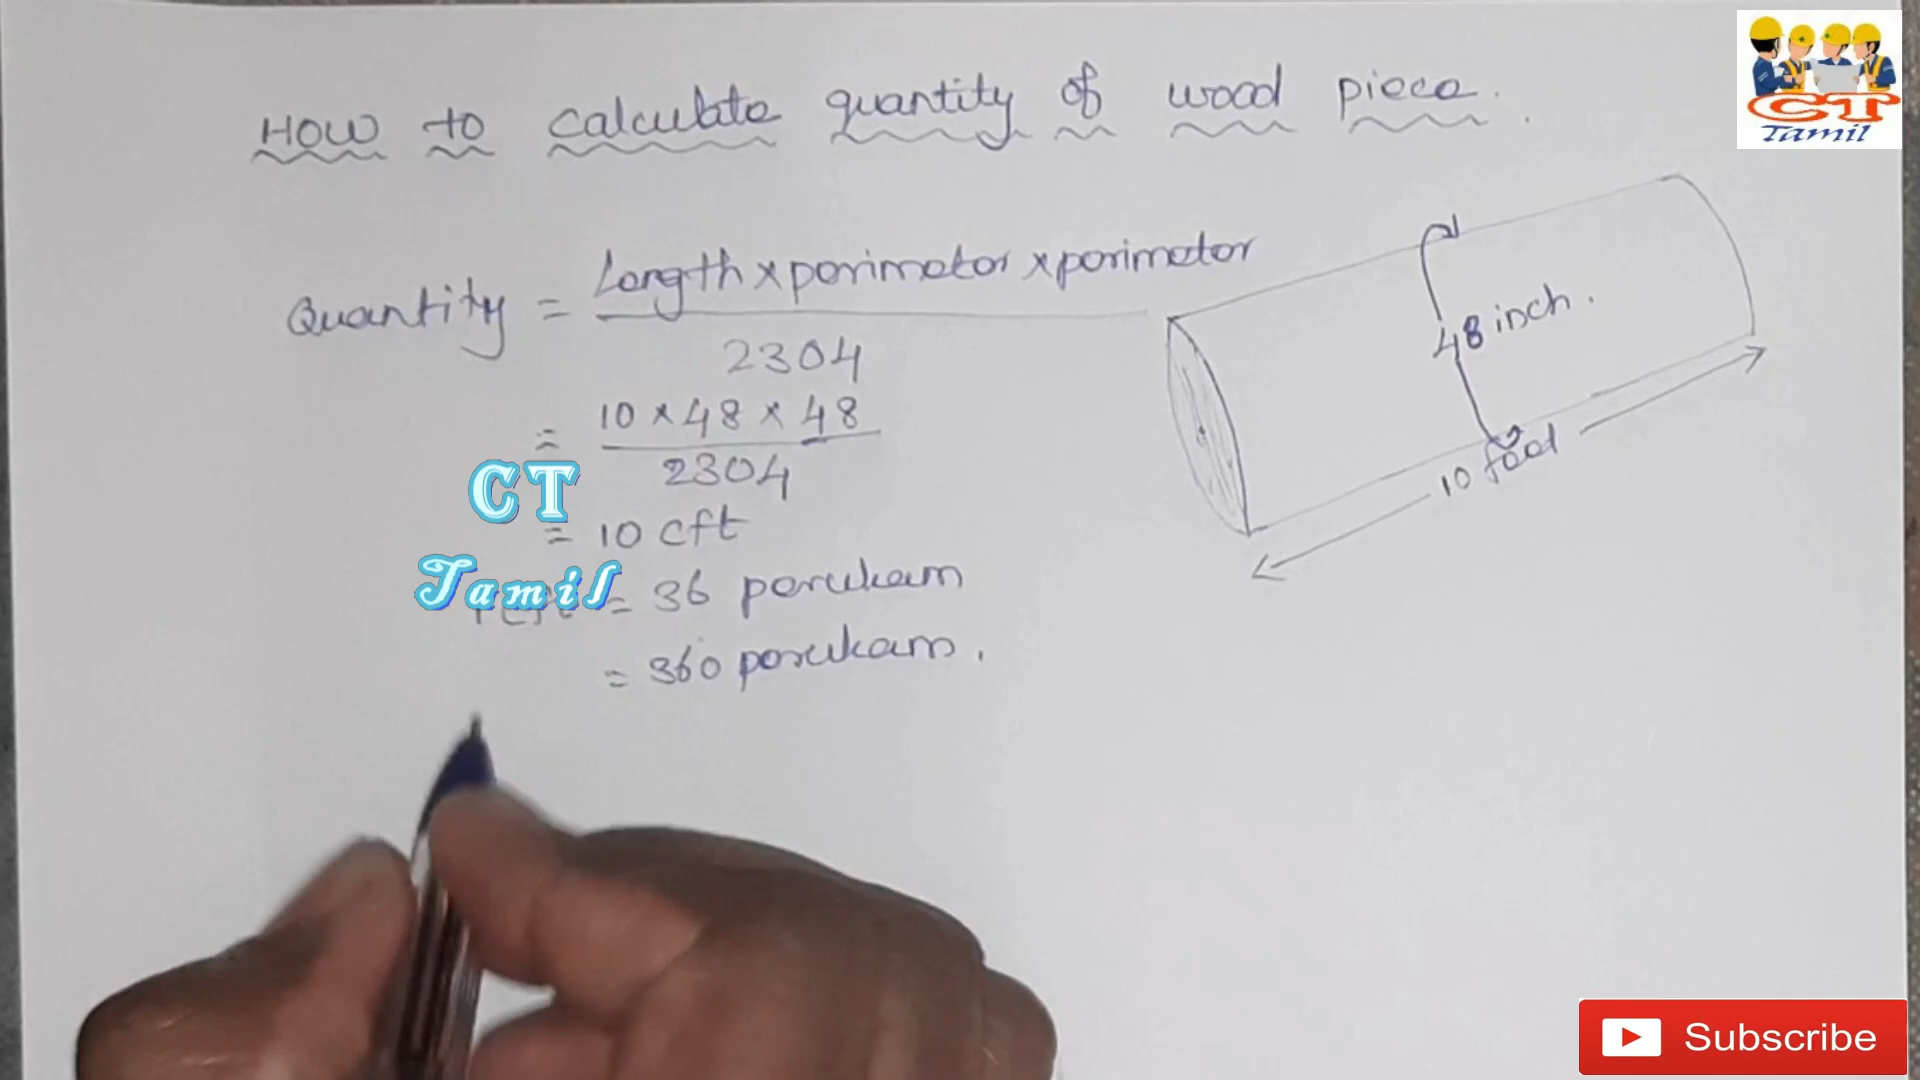 HOW to calculate quantity of wood piece.
Quantity = Length x perimeter x perimeter
2304
= 10 x 48 x 48
2304
= 10 cft
= 36 porukam
= 360 porukam.
48 inch.
10 feet
CT
Tamil
CT
Tamil
Subscribe